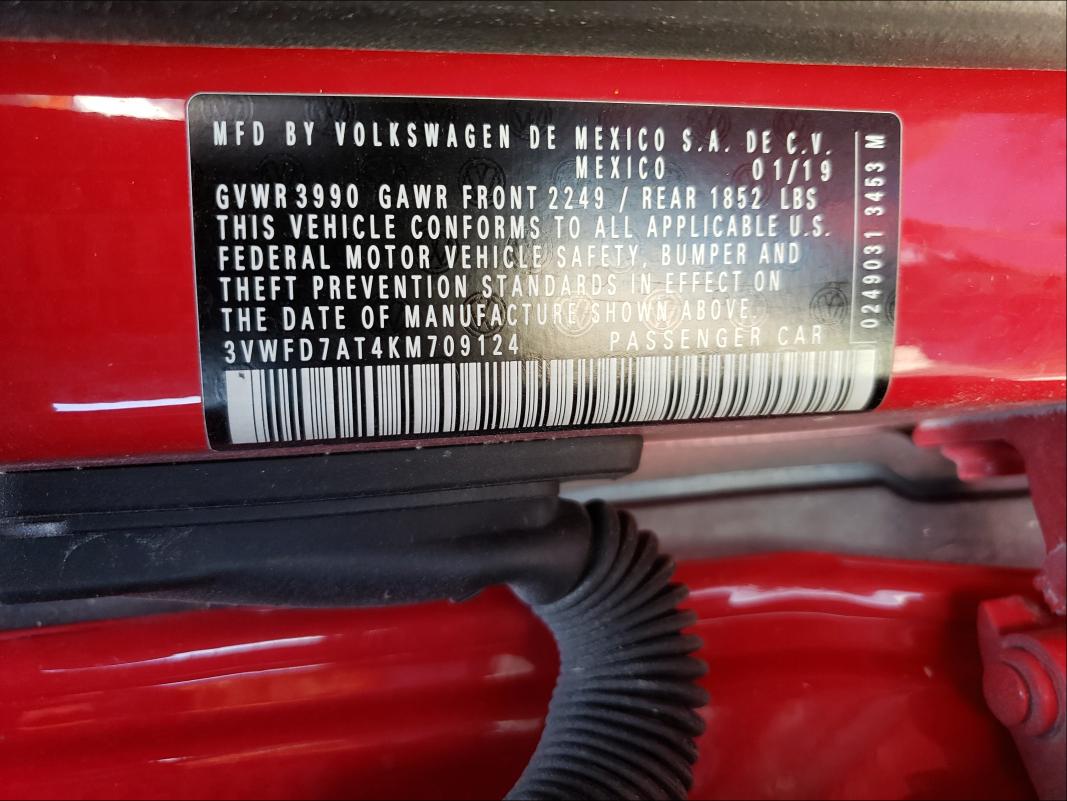 MFD BY VOLKSWAGEN DE MEXICO S.A. DE C.V.
MEXICO 01/19
GVWR 3990 GAWR FRONT 2249 / REAR 1852 LBS
THIS VEHICLE CONFORMS TO ALL APPLICABLE U.S.
FEDERAL MOTOR VEHICLE SAFETY, BUMPER AND
THEFT PREVENTION STANDARDS IN EFFECT ON
THE DATE OF MANUFACTURE SHOWN ABOVE.
3VWFD7AT4KM709124 PASSENGER CAR
0249031 3453 M